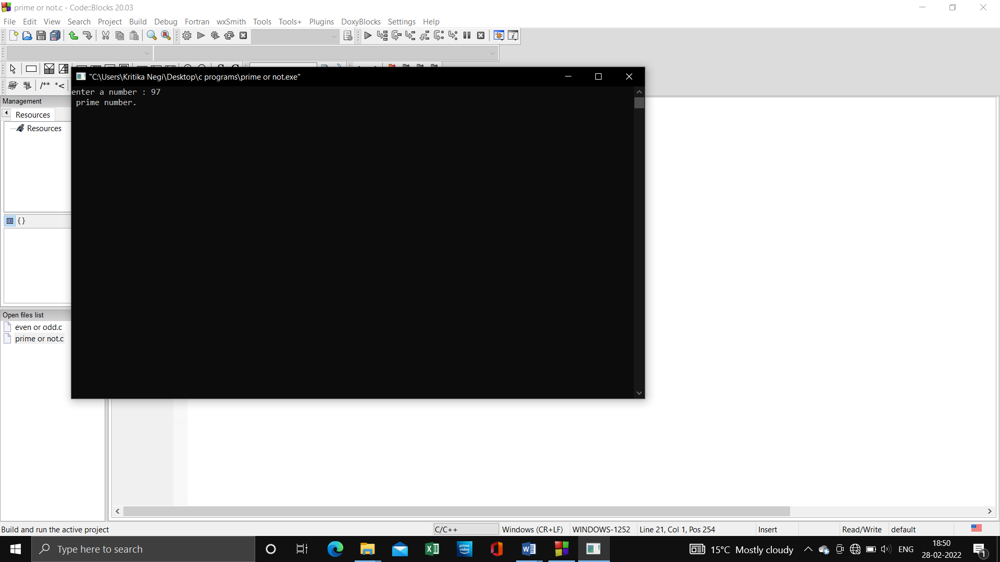 prime or not.c - Code::Blocks 20.03
File Edit View Search Project Build Debug Fortran wxSmith Tools Tools+ Plugins DoxyBlocks Settings Help
/** *<
"C:\Users\Kritika Negi\Desktop\c programs\prime or not.exe"
enter a number : 97
prime number.
Management
Resources
Resources
{}
Open files list
even or odd.c
prime or not.c
Build and run the active project
C/C++
Windows (CR+LF)
WINDOWS-1252
Line 21, Col 1, Pos 254
Insert
Read/Write
default
Type here to search
prime video
15°C Mostly cloudy
ENG
18:50
28-02-2022
1